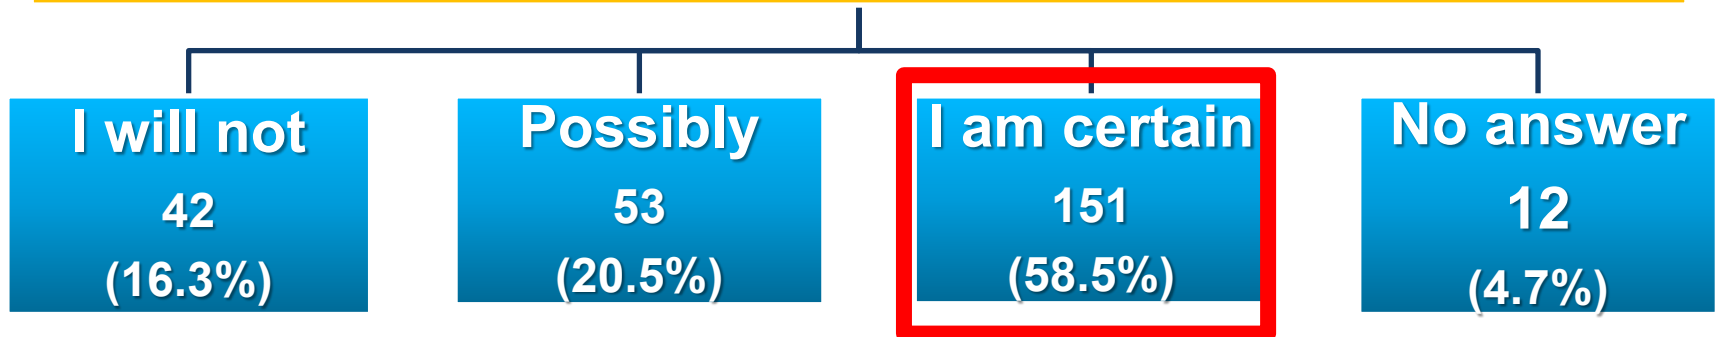 I will not
42
(16.3%)
Possibly
53
(20.5%)
I am certain
151
(58.5%)
No answer
12
(4.7%)